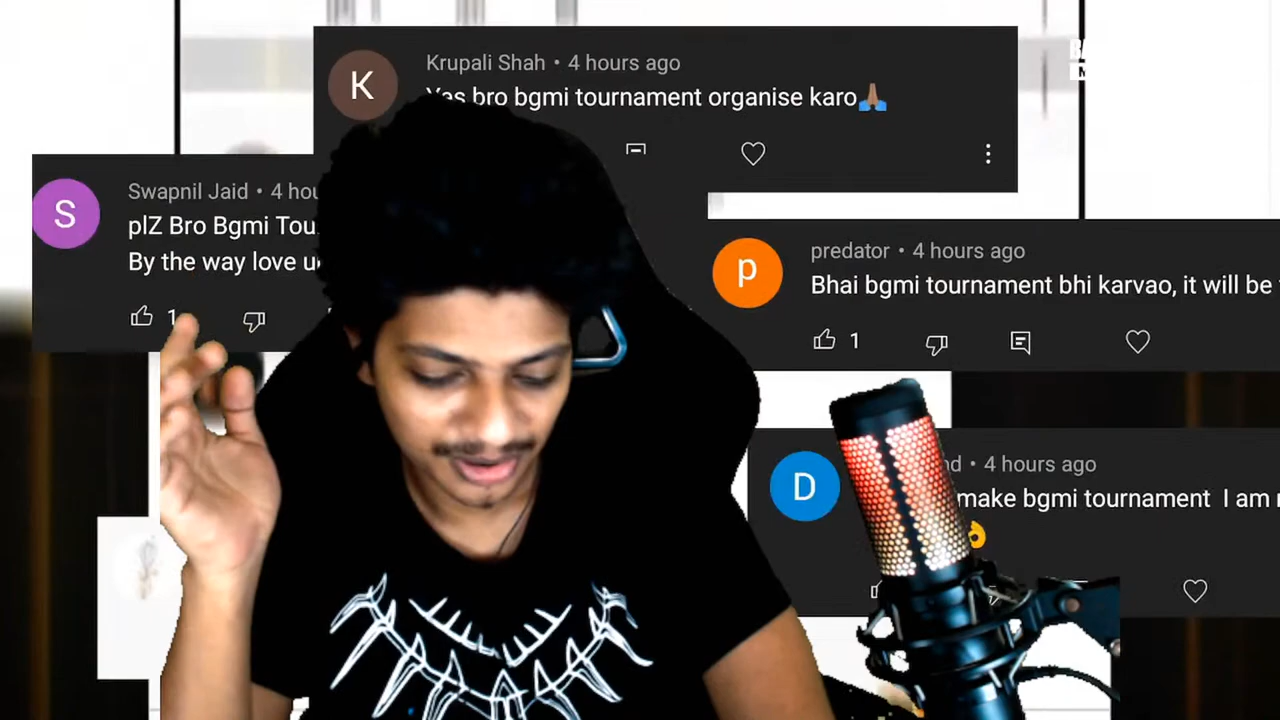 K
Krupali Shah • 4 hours ago
Yes bro bgmi tournament organise karo🙏🏽
S
Swapnil Jaid • 4
plZ Bro Bgmi
By the way love
1
p
predator • 4 hours ago
Bhai bgmi tournament bhi karvao, it will be
1
D
• 4 hours ago
make bgmi tournament I am
👌